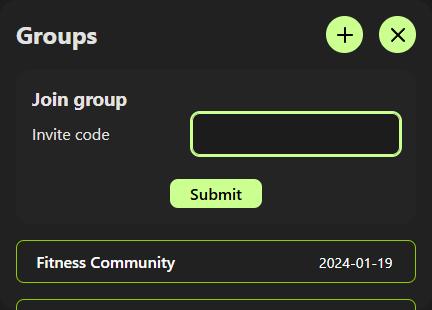 Groups
Join group
Invite code
Submit
Fitness Community 2024-01-19